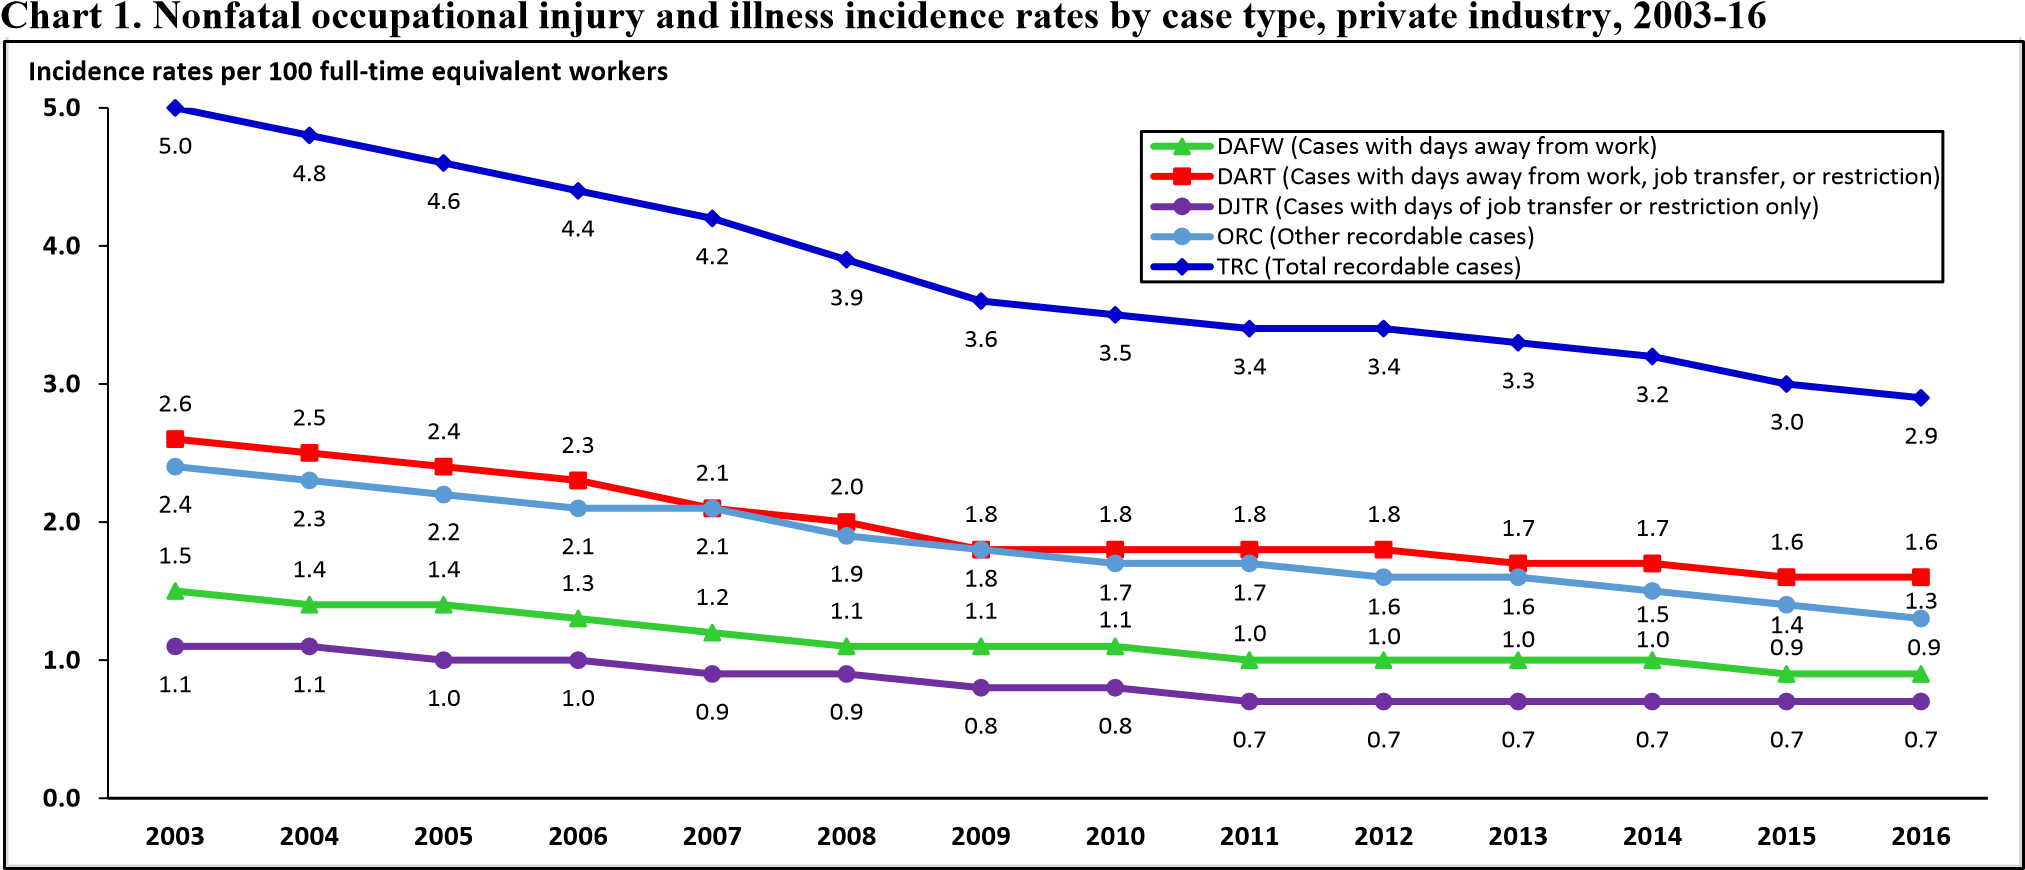 Chart 1. Nonfatal occupational injury and illness incidence rates by case type, private industry, 2003-16
Incidence rates per 100 full-time equivalent workers
5.0
4.0
3.0
2.0
1.0
0.0
DAFW (Cases with days away from work)
DART (Cases with days away from work, job transfer, or restriction)
DJTR (Cases with days of job transfer or restriction only)
ORC (Other recordable cases)
TRC (Total recordable cases)
5.0 4.8 4.6 4.4 4.2 3.9 3.6 3.5 3.4 3.4 3.3 3.2 3.0 2.9
2.6 2.5 2.4 2.3 2.1 2.0 1.8 1.8 1.8 1.8 1.7 1.7 1.6 1.6
2.4 2.3 2.2 2.1 2.1 1.9 1.8 1.7 1.7 1.6 1.6 1.5 1.4 1.3
1.5 1.4 1.4 1.3 1.2 1.1 1.1 1.1 1.0 1.0 1.0 1.0 0.9 0.9
1.1 1.1 1.0 1.0 0.9 0.9 0.8 0.8 0.7 0.7 0.7 0.7 0.7 0.7
2003 2004 2005 2006 2007 2008 2009 2010 2011 2012 2013 2014 2015 2016